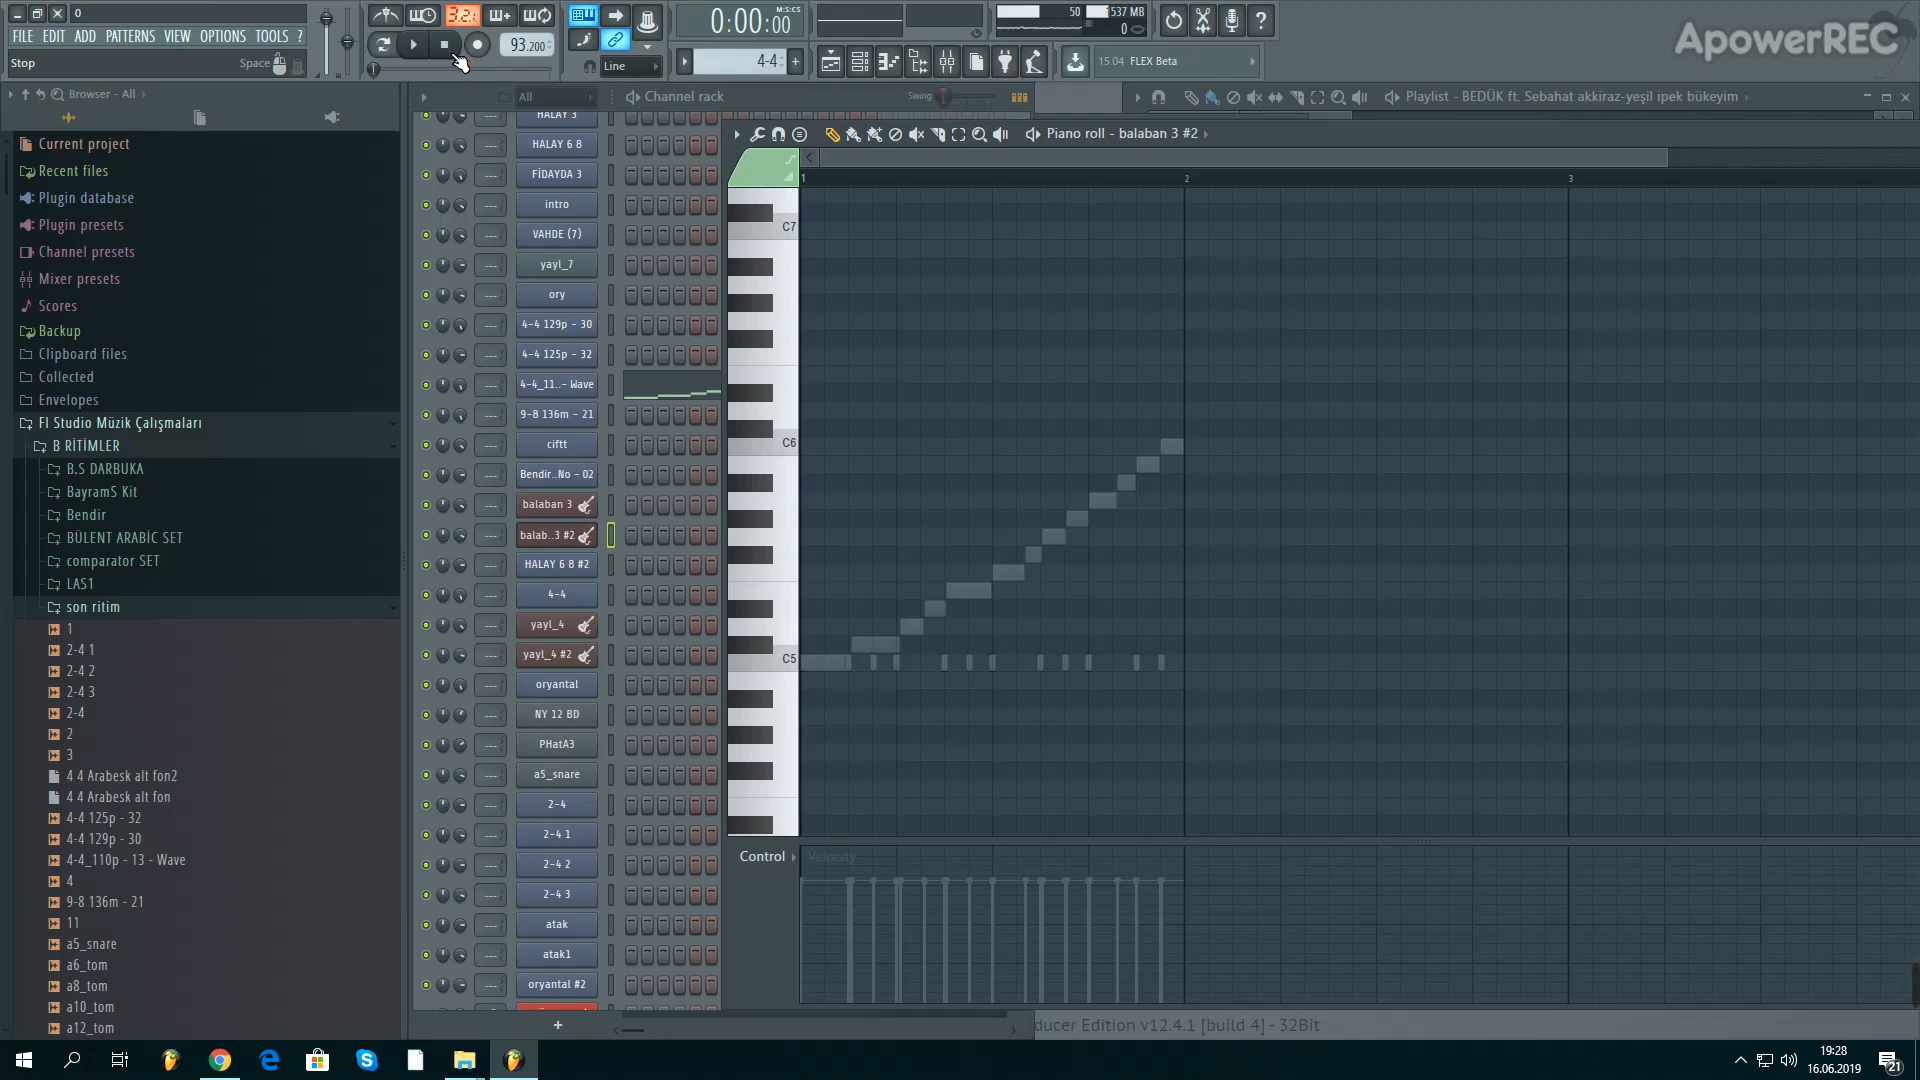 0
M:S:CS
0:00:00
50
537 MB
0
ApowerREC
FILE EDIT ADD PATTERNS VIEW OPTIONS TOOLS ?
93.200
Stop
Space
Line
4-4
15.04 FLEX Beta
Browser - All
All
Channel rack
Swing
Playlist - BEDÜK ft. Sebahat akkiraz-yeşil ipek bükeyim
Piano roll - balaban 3 #2
Current project
Recent files
Plugin database
Plugin presets
Channel presets
Mixer presets
Scores
Backup
Clipboard files
Collected
Envelopes
Fl Studio Müzik Çalışmaları
B RİTİMLER
B.S DARBUKA
BayramS Kit
Bendir
BÜLENT ARABİC SET
comparator SET
LAS1
son ritim
1
2-4 1
2-4 2
2-4 3
2-4
2
3
4 4 Arabesk alt fon2
4 4 Arabesk alt fon
4-4 125p - 32
4-4 129p - 30
4-4_110p - 13 - Wave
4
9-8 136m - 21
11
a5_snare
a6_tom
a8_tom
a10_tom
a12_tom
HALAY 3
HALAY 6 8
FİDAYDA 3
intro
VAHDE (7)
yayl_7
ory
4-4 129p - 30
4-4 125p - 32
4-4_11..- Wave
9-8 136m - 21
ciftt
Bendir..No - 02
balaban 3
balab..3 #2
HALAY 6 8 #2
4-4
yayl_4
yayl_4 #2
oryantal
NY 12 BD
PHatA3
a5_snare
2-4
2-4 1
2-4 2
2-4 3
atak
atak1
oryantal #2
+
1
2
3
C7
C6
C5
Control
Velocity
ducer Edition v12.4.1 [build 4] - 32Bit
19:28
16.06.2019
21